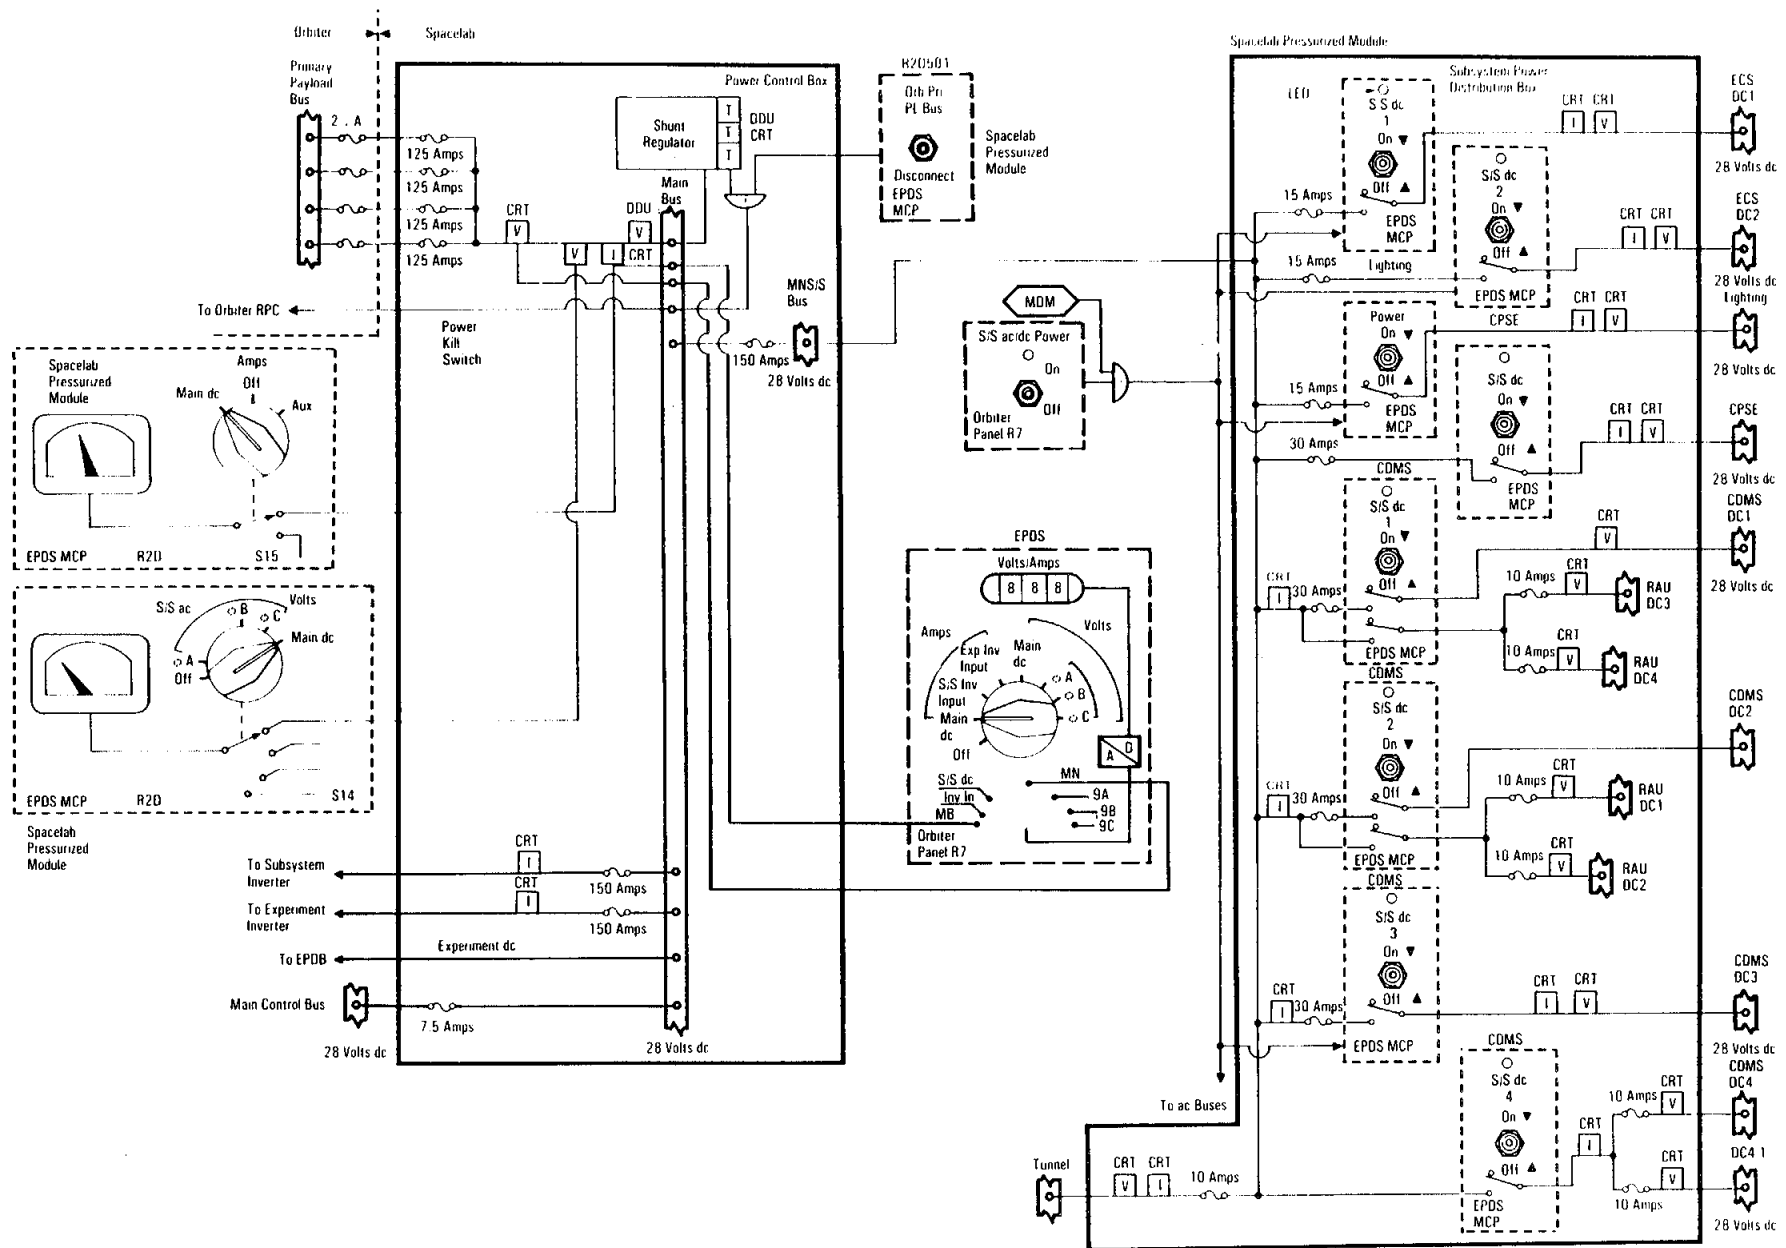 Orbiter
Spacelab
Primary
Payload
Bus
125 Amps
125 Amps
125 Amps
125 Amps
Power Control Box
Shunt
Regulator
T
T
T
DDU
CRT
Main
Bus
CRT
V
DDU
V
V
I
CRT
To Orbiter RPC
Power
Kill
Switch
MNS/S
Bus
150 Amps
28 Volts dc
R2D501
Orb Pri
PL Bus
Disconnect
EPDS
MCP
Spacelab
Pressurized
Module
MDM
S/S ac/dc Power
On
Off
Orbiter
Panel R7
Spacelab
Pressurized
Module
Amps
Off
Main dc
Aux
EPDS MCP
R2D
S15
S/S ac
Volts
ΦB
ΦC
Main dc
ΦA
Off
EPDS MCP
R2D
S14
Spacelab
Pressurized
Module
To Subsystem
Inverter
CRT
I
150 Amps
To Experiment
Inverter
CRT
I
150 Amps
To EPDB
Experiment dc
Main Control Bus
7.5 Amps
28 Volts dc
28 Volts dc
EPDS
Volts/Amps
8 8 8
Amps
Volts
Exp Inv
Input
Main
dc
S/S Inv
Input
ΦA
ΦB
ΦC
Main
dc
Off
A
D
S/S dc
Inv In
MB
MN
9A
9B
9C
Orbiter
Panel R7
Spacelab Pressurized Module
Subsystem Power
Distribution Box
LED
S S dc
1
On
Off
15 Amps
EPDS
MCP
CRT CRT
I V
ECS
DC1
28 Volts dc
S/S dc
2
On
Off
15 Amps
EPDS MCP
CRT CRT
I V
ECS
DC2
28 Volts dc
Lighting
Power
On
Off
15 Amps
EPDS
MCP
CRT CRT
I V
Lighting
28 Volts dc
CPSE
S/S dc
On
Off
30 Amps
EPDS
MCP
CRT CRT
I V
CPSE
28 Volts dc
CDMS
S/S dc
1
On
Off
CRT
I
30 Amps
EPDS MCP
CRT
V
CDMS
DC1
28 Volts dc
10 Amps
CRT
V
RAU
DC3
10 Amps
CRT
V
RAU
DC4
CDMS
S/S dc
2
On
Off
CRT
I
30 Amps
EPDS MCP
CDMS
DC2
10 Amps
CRT
V
RAU
DC1
10 Amps
CRT
V
RAU
DC2
CDMS
S/S dc
3
On
Off
CRT
I
30 Amps
EPDS MCP
CRT CRT
I V
CDMS
DC3
28 Volts dc
CDMS
S/S dc
4
On
Off
EPDS
MCP
CRT
I
10 Amps
CRT
V
CDMS
DC4
CRT
V
10 Amps
DC4 1
28 Volts dc
To ac Buses
Tunnel
CRT CRT
V I
10 Amps